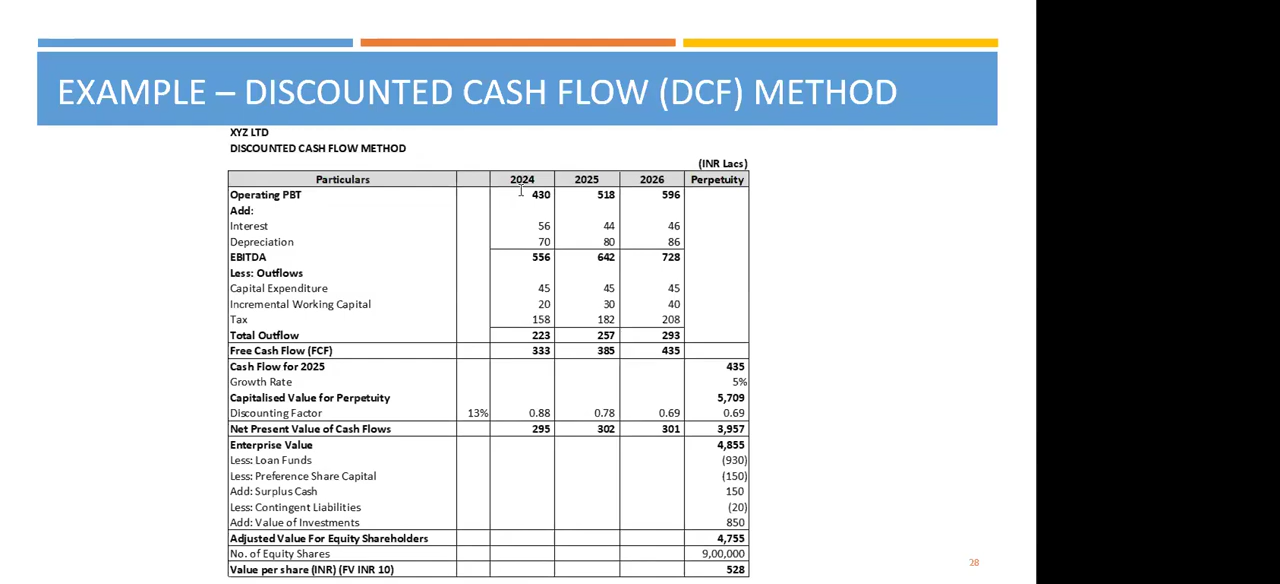 EXAMPLE – DISCOUNTED CASH FLOW (DCF) METHOD
XYZ LTD
DISCOUNTED CASH FLOW METHOD
(INR Lacs)
Particulars 2024 2025 2026 Perpetuity
Operating PBT 430 518 596
Add:
Interest 56 44 46
Depreciation 70 80 86
EBITDA 556 642 728
Less: Outflows
Capital Expenditure 45 45 45
Incremental Working Capital 20 30 40
Tax 158 182 208
Total Outflow 223 257 293
Free Cash Flow (FCF) 333 385 435
Cash Flow for 2025 435
Growth Rate 5%
Capitalised Value for Perpetuity 5,709
Discounting Factor 13% 0.88 0.78 0.69 0.69
Net Present Value of Cash Flows 295 302 301 3,957
Enterprise Value 4,855
Less: Loan Funds (930)
Less: Preference Share Capital (150)
Add: Surplus Cash 150
Less: Contingent Liabilities (20)
Add: Value of Investments 850
Adjusted Value For Equity Shareholders 4,755
No. of Equity Shares 9,00,000
Value per share (INR) (FV INR 10) 528
28